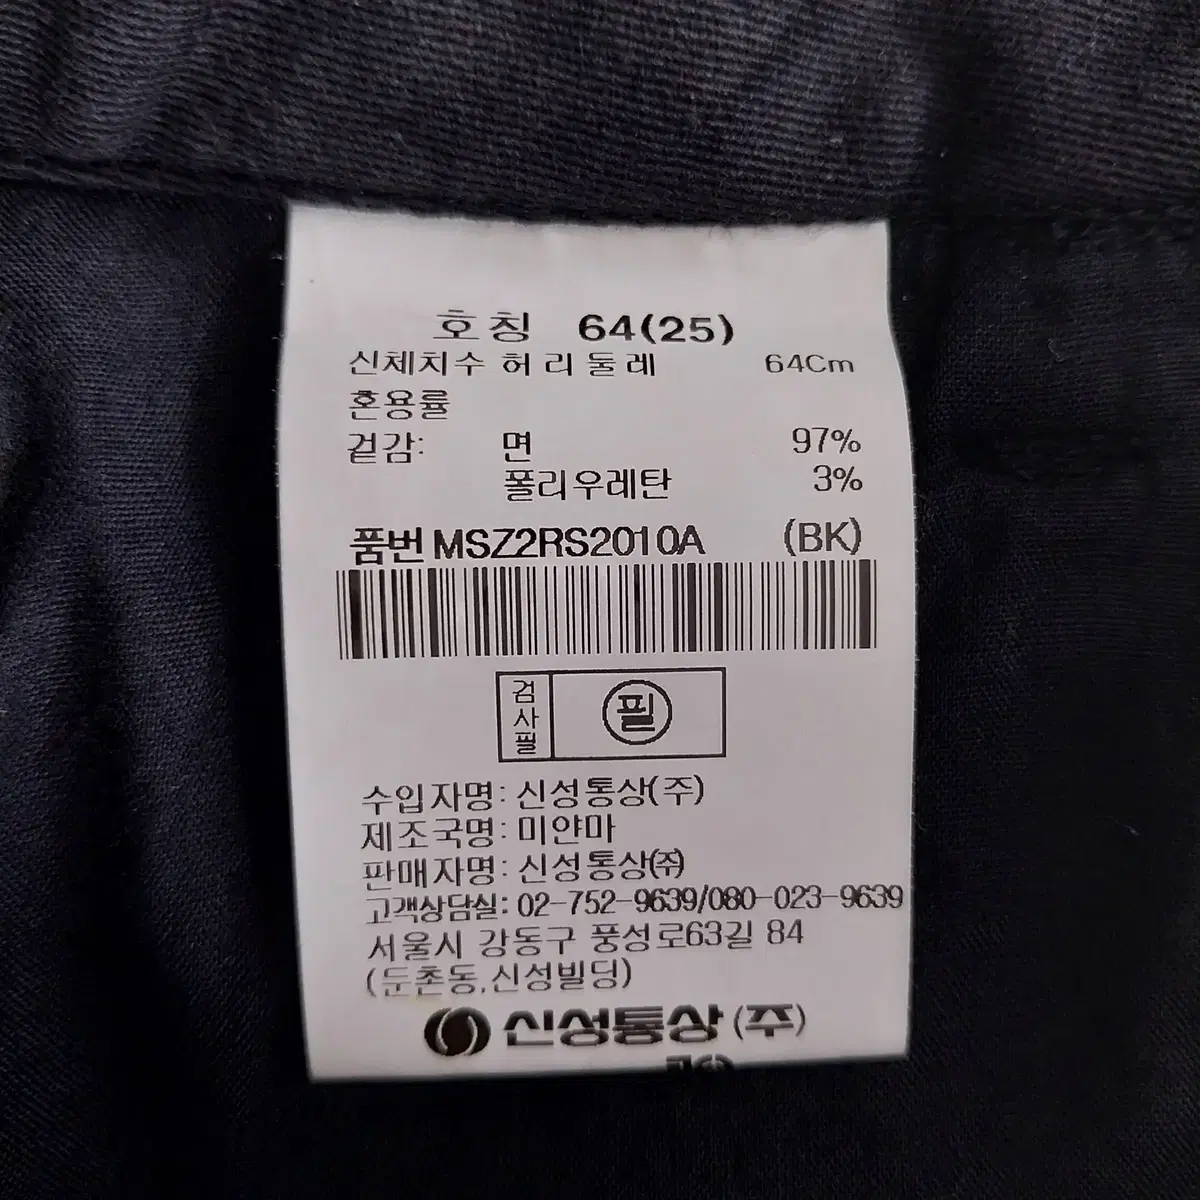 호칭 64(25)
신체치수 허리둘레 64Cm
혼용률
겉감: 면 97%
폴리우레탄 3%
품번 MSZ2RS2010A (BK)
검사필 필
수입자명: 신성통상(주)
제조국명: 미얀마
판매자명: 신성통상㈜
고객상담실: 02-752-9639/080-023-9639
서울시 강동구 풍성로63길 84
(둔촌동,신성빌딩)
신성통상(주)